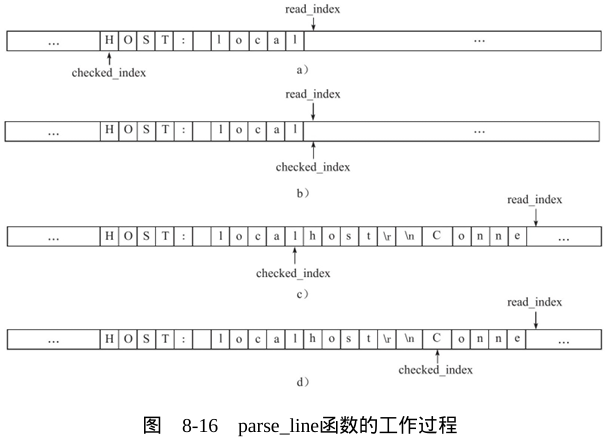 read_index
... H O S T : l o c a l ...
checked_index
a）
read_index
... H O S T : l o c a l ...
checked_index
b）
read_index
... H O S T : l o c a l h o s t \r \n C o n n e ...
checked_index
c）
read_index
... H O S T : l o c a l h o s t \r \n C o n n e ...
checked_index
d）
图 8-16 parse_line函数的工作过程